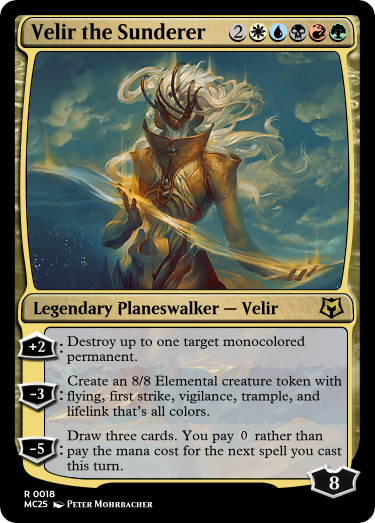 Velir the Sunderer 2
Legendary Planeswalker — Velir
+2: Destroy up to one target monocolored
permanent.
-3: Create an 8/8 Elemental creature token with
flying, first strike, vigilance, trample, and
lifelink that's all colors.
-5: Draw three cards. You pay 0 rather than
pay the mana cost for the next spell you cast
this turn.
8
R 0018
MC25 Peter Mohrbacher